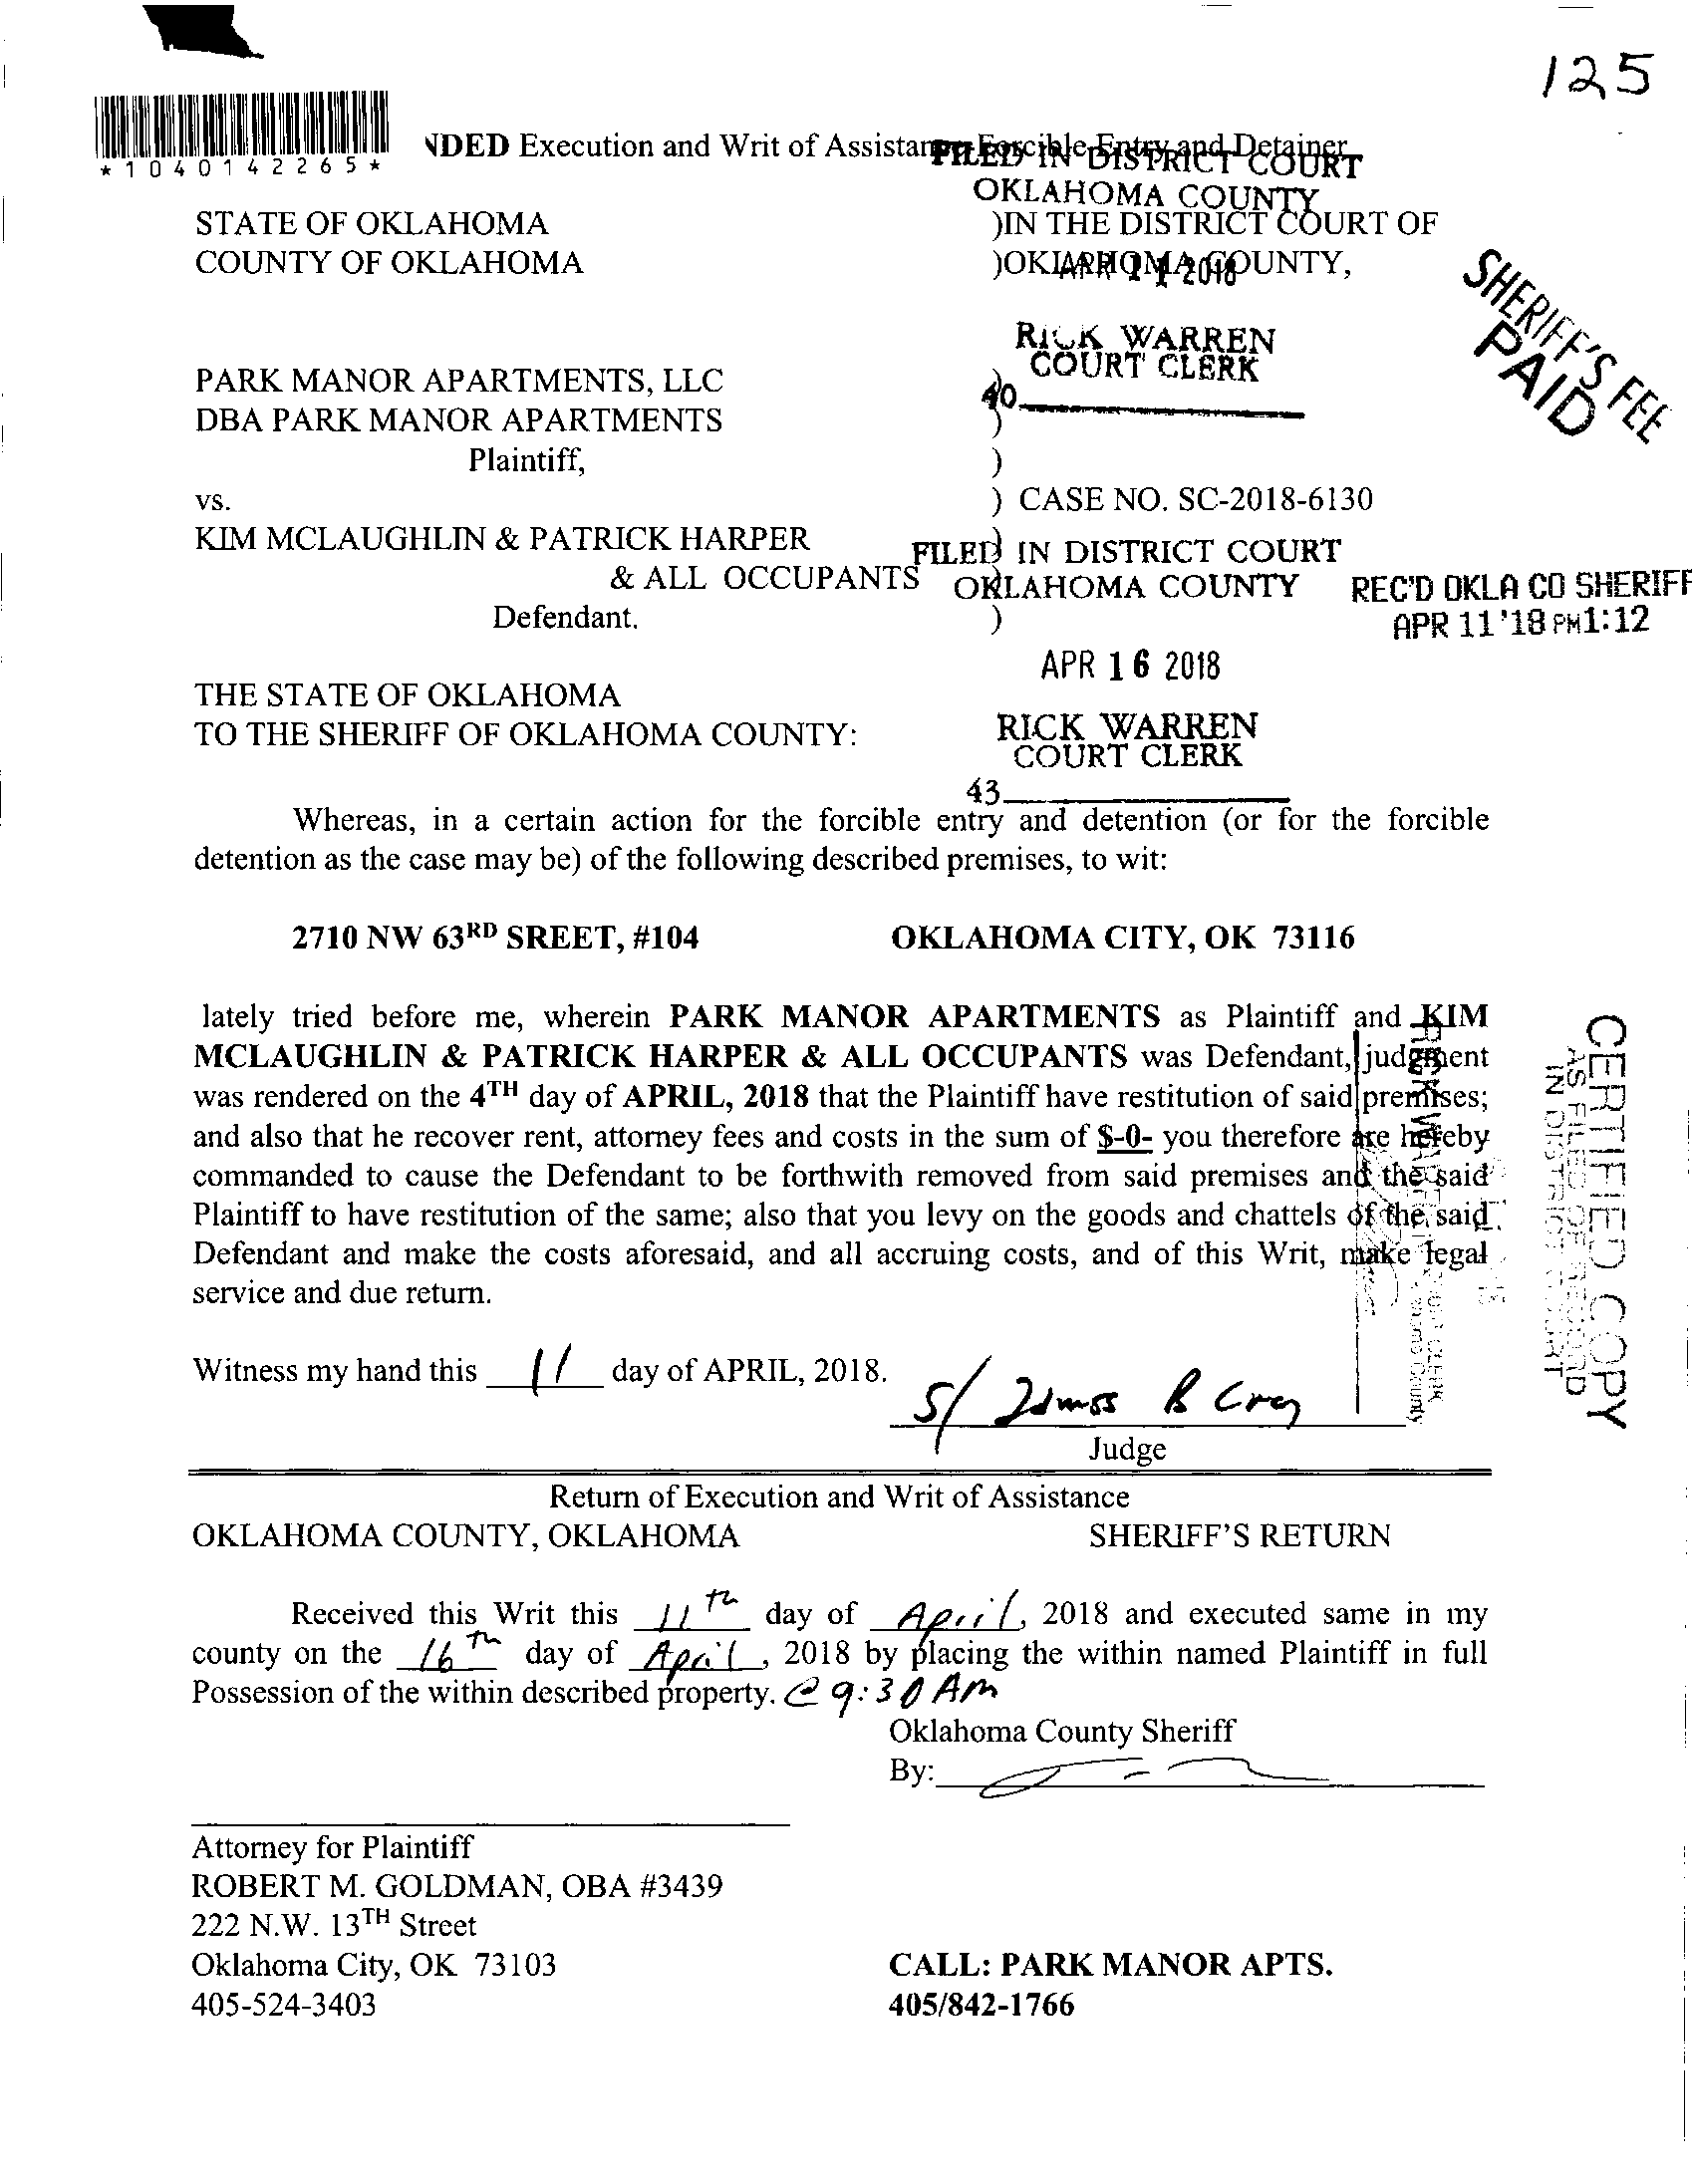 125
*1040142265*
NDED Execution and Writ of Assistance Forcible Entry and Detainer
FILED IN DISTRICT COURT
OKLAHOMA COUNTY
STATE OF OKLAHOMA )IN THE DISTRICT COURT OF
COUNTY OF OKLAHOMA )OKLAHOMA COUNTY,
APR 11 2018
SHERIFF'S FEE
PAID
RICK WARREN
COURT CLERK
PARK MANOR APARTMENTS, LLC )
40
DBA PARK MANOR APARTMENTS )
Plaintiff, )
vs. ) CASE NO. SC-2018-6130
KIM MCLAUGHLIN & PATRICK HARPER )
FILED IN DISTRICT COURT
& ALL OCCUPANTS )
OKLAHOMA COUNTY
REC'D OKLA CO SHERIFF
Defendant. )
APR 11 '18 PM 1:12
APR 16 2018
THE STATE OF OKLAHOMA
TO THE SHERIFF OF OKLAHOMA COUNTY:
RICK WARREN
COURT CLERK
43
Whereas, in a certain action for the forcible entry and detention (or for the forcible
detention as the case may be) of the following described premises, to wit:
2710 NW 63RD SREET, #104 OKLAHOMA CITY, OK 73116
lately tried before me, wherein PARK MANOR APARTMENTS as Plaintiff and KIM
MCLAUGHLIN & PATRICK HARPER & ALL OCCUPANTS was Defendant, judgment
was rendered on the 4TH day of APRIL, 2018 that the Plaintiff have restitution of said premises;
and also that he recover rent, attorney fees and costs in the sum of $-0- you therefore are hereby
commanded to cause the Defendant to be forthwith removed from said premises and the said
Plaintiff to have restitution of the same; also that you levy on the goods and chattels of the said
Defendant and make the costs aforesaid, and all accruing costs, and of this Writ, make legal
service and due return.
CERTIFIED COPY
AS FILED OF RECORD
IN DISTRICT COURT
RICK WARREN
COURT CLERK
Oklahoma County
Witness my hand this 11 day of APRIL, 2018.
S/
Judge
Return of Execution and Writ of Assistance
OKLAHOMA COUNTY, OKLAHOMA SHERIFF'S RETURN
Received this Writ this 11th day of April, 2018 and executed same in my
county on the 16th day of April, 2018 by placing the within named Plaintiff in full
Possession of the within described property. @ 9:30 AM
Oklahoma County Sheriff
By:
Attorney for Plaintiff
ROBERT M. GOLDMAN, OBA #3439
222 N.W. 13TH Street
Oklahoma City, OK 73103 CALL: PARK MANOR APTS.
405-524-3403 405/842-1766